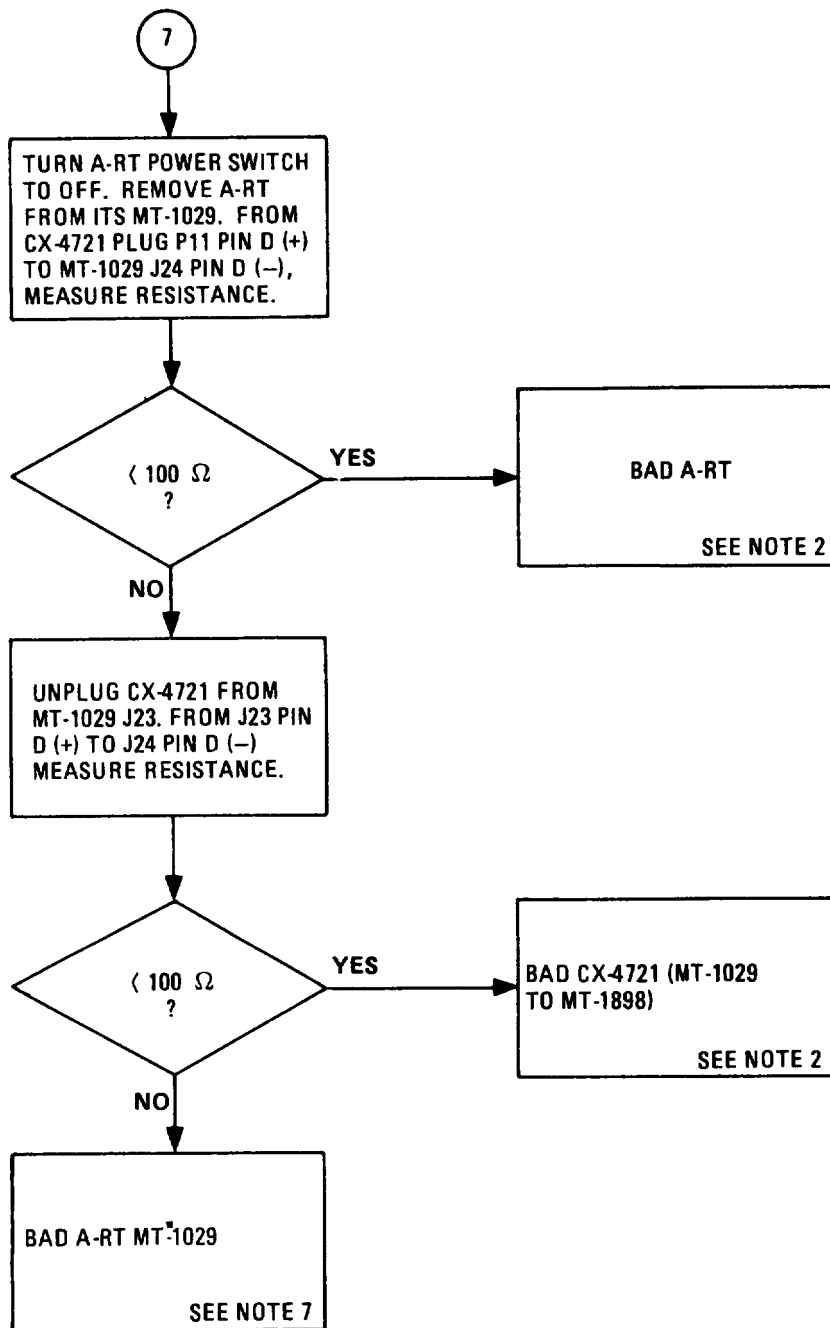 7
TURN A-RT POWER SWITCH
TO OFF. REMOVE A-RT
FROM ITS MT-1029. FROM
CX-4721 PLUG P11 PIN D (+)
TO MT-1029 J24 PIN D (–),
MEASURE RESISTANCE.
< 100 Ω
?
YES
BAD A-RT
SEE NOTE 2
NO
UNPLUG CX-4721 FROM
MT-1029 J23. FROM J23 PIN
D (+) TO J24 PIN D (–)
MEASURE RESISTANCE.
< 100 Ω
?
YES
BAD CX-4721 (MT-1029
TO MT-1898)
SEE NOTE 2
NO
BAD A-RT MT-1029
SEE NOTE 7